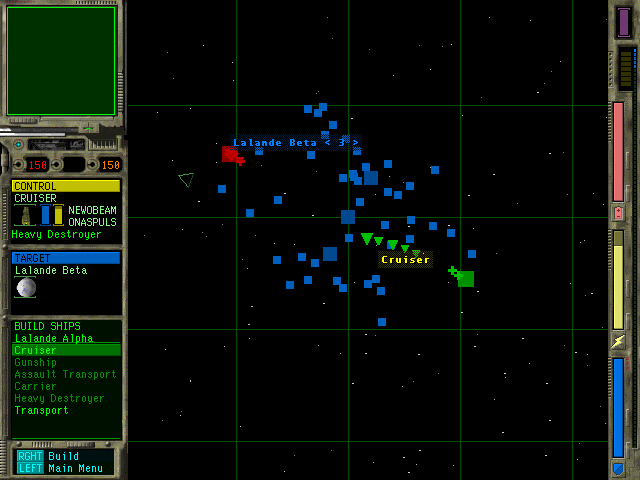 Lalande Beta < 3 >
150
150
CONTROL
CRUISER
NEWOBEAM
ONASPULS
Heavy Destroyer
TARGET
Lalande Beta
Cruiser
BUILD SHIPS
Lalande Alpha
Cruiser
Gunship
Assault Transport
Carrier
Heavy Destroyer
Transport
RGHT Build
LEFT Main Menu